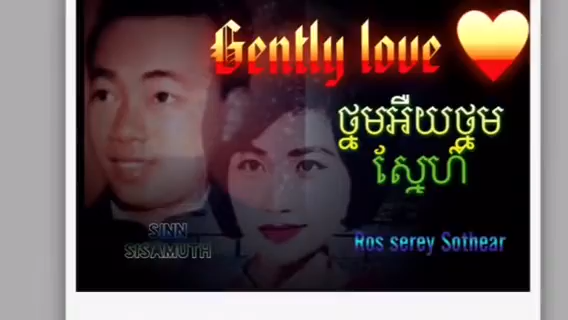 Gently love
ថ្នមអឺយថ្នម
ស្នេហ៍
SINN
SISAMUTH
Ros serey Sothear